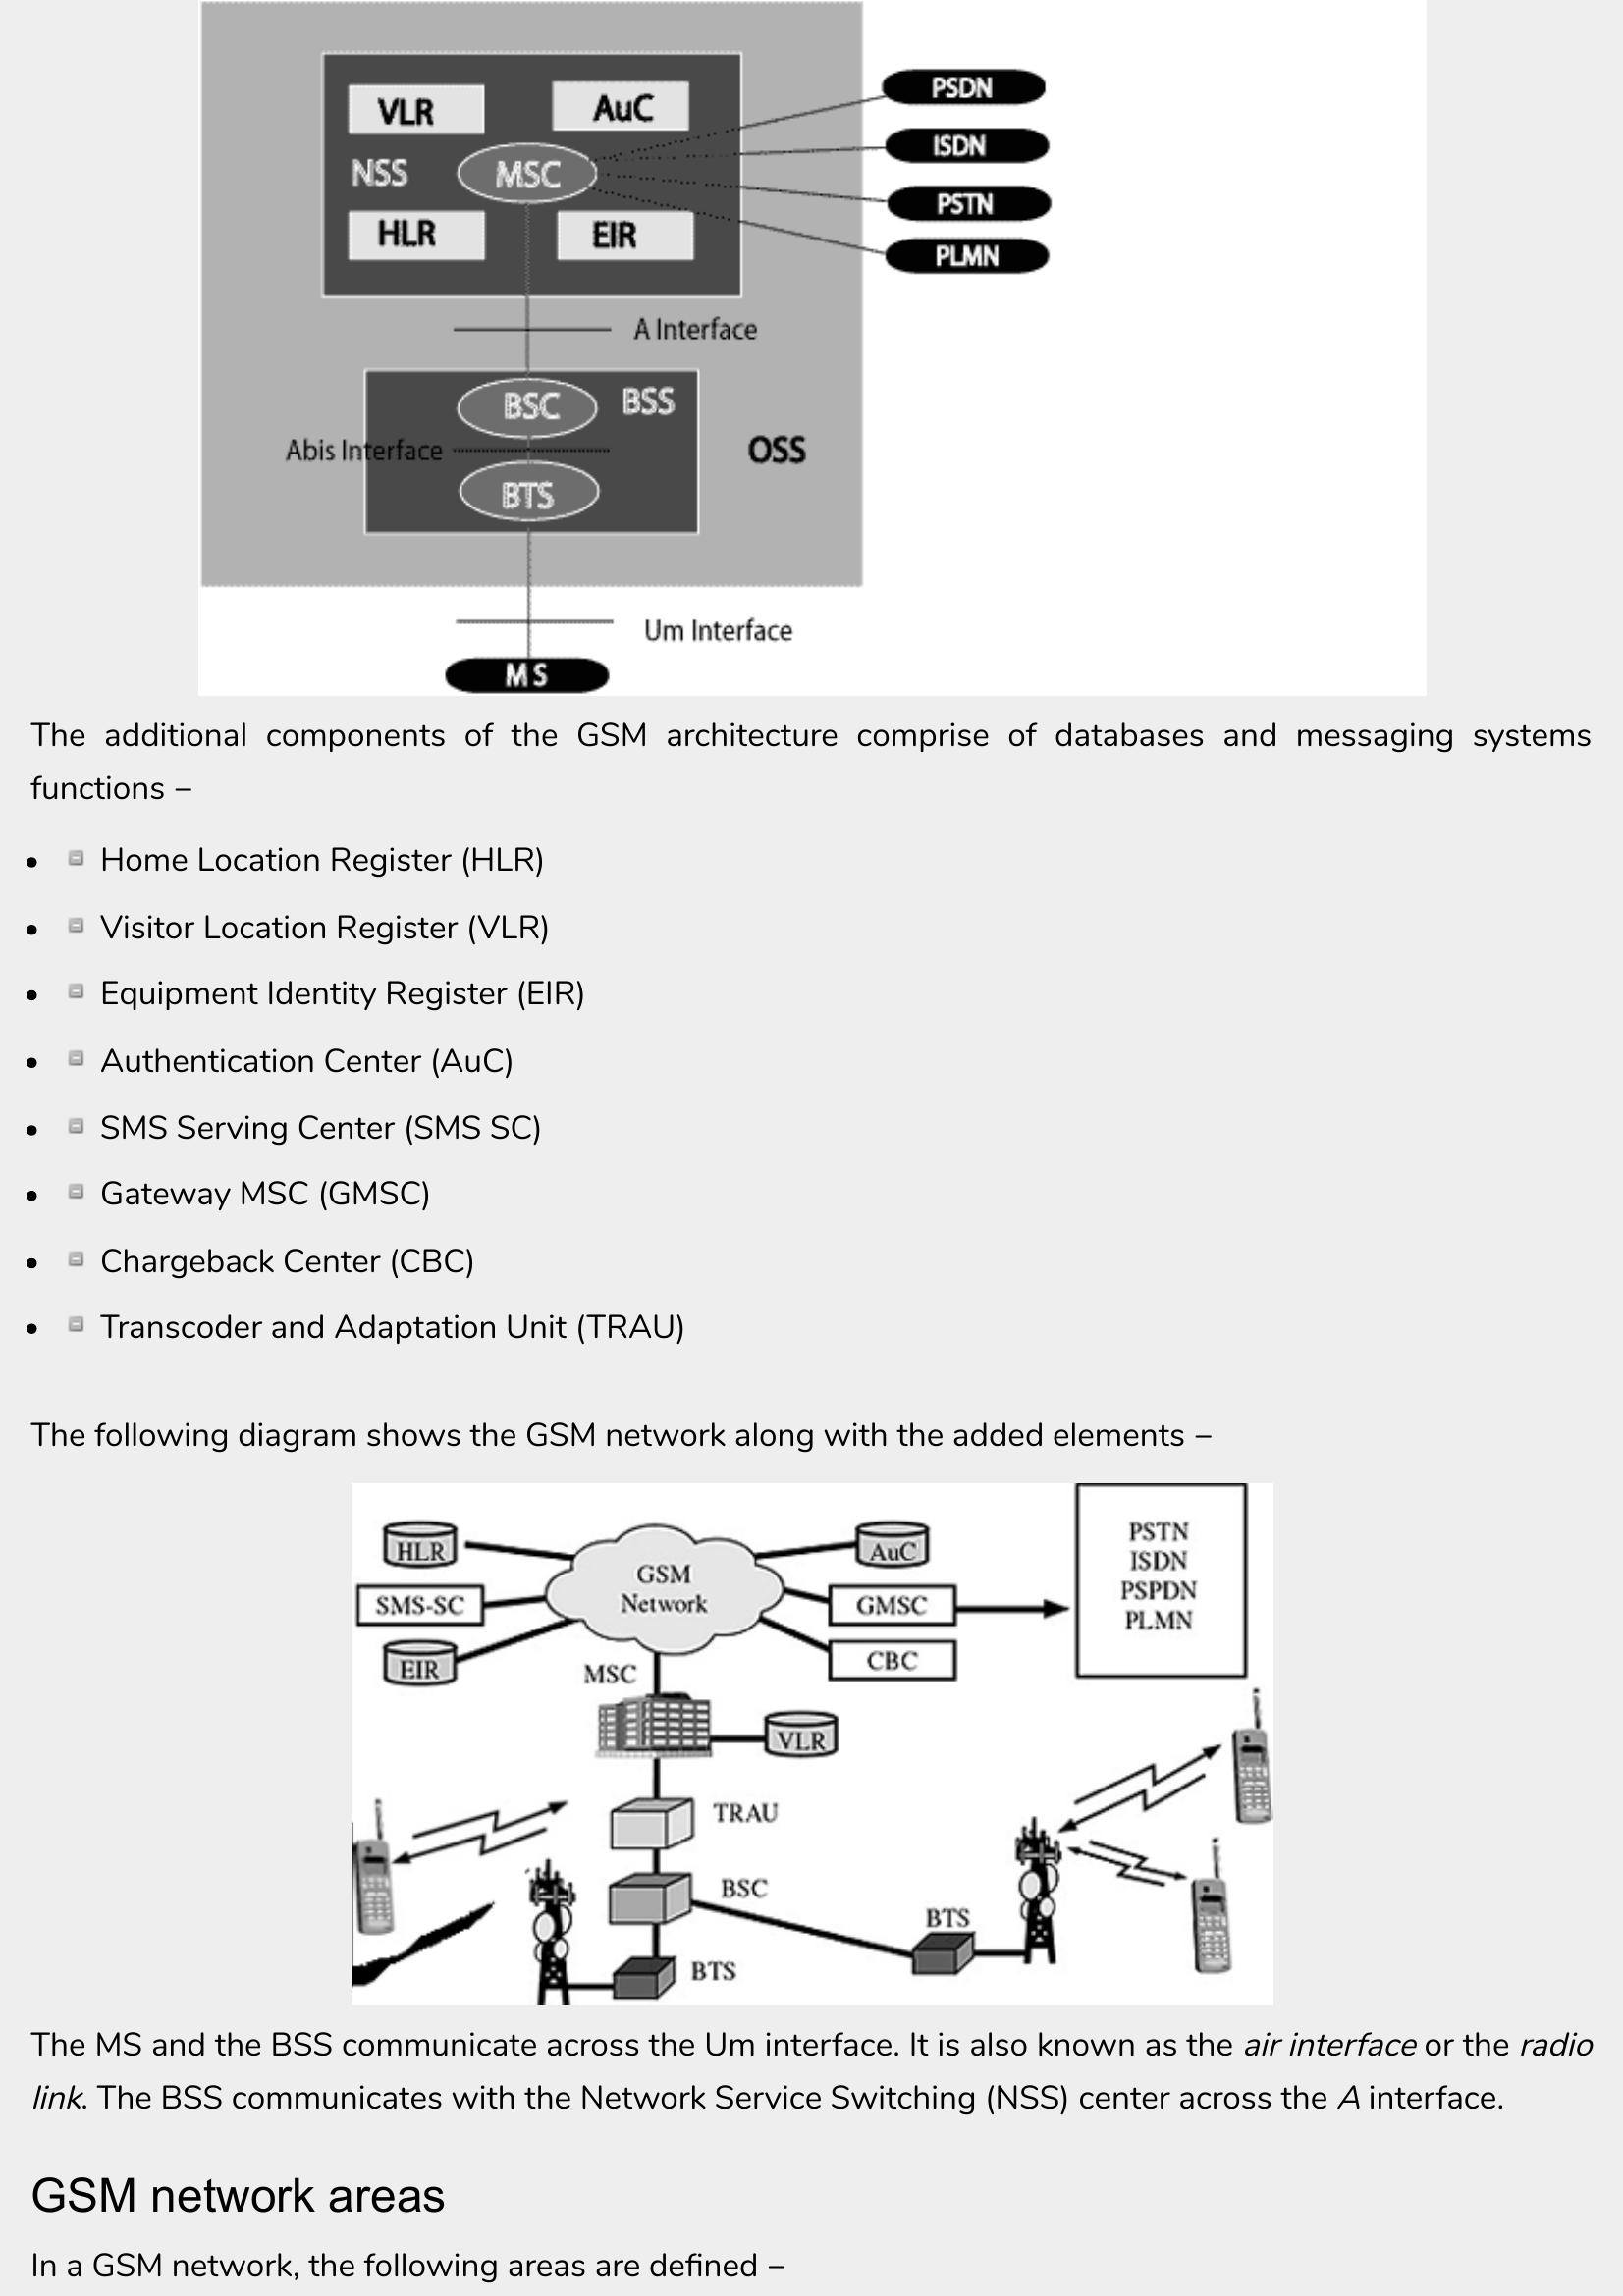 PSDN
VLR
AuC
ISDN
NSS
MSC
PSTN
HLR
EIR
PLMN
A Interface
BSC
BSS
Abis Interface
OSS
BTS
Um Interface
MS
The additional components of the GSM architecture comprise of databases and messaging systems
functions −
• Home Location Register (HLR)
• Visitor Location Register (VLR)
• Equipment Identity Register (EIR)
• Authentication Center (AuC)
• SMS Serving Center (SMS SC)
• Gateway MSC (GMSC)
• Chargeback Center (CBC)
• Transcoder and Adaptation Unit (TRAU)
The following diagram shows the GSM network along with the added elements −
HLR
AuC
PSTN
ISDN
PSPDN
PLMN
GSM
Network
SMS-SC
GMSC
EIR
CBC
MSC
VLR
TRAU
BSC
BTS
BTS
The MS and the BSS communicate across the Um interface. It is also known as the air interface or the radio
link. The BSS communicates with the Network Service Switching (NSS) center across the A interface.
GSM network areas
In a GSM network, the following areas are defined −